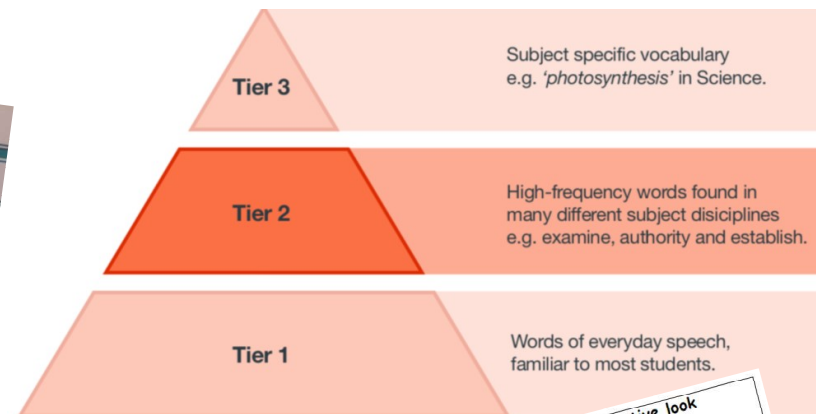 Tier 3
Subject specific vocabulary
e.g. 'photosynthesis' in Science.
Tier 2
High-frequency words found in
many different subject disiciplines
e.g. examine, authority and establish.
Tier 1
Words of everyday speech,
familiar to most students.
look